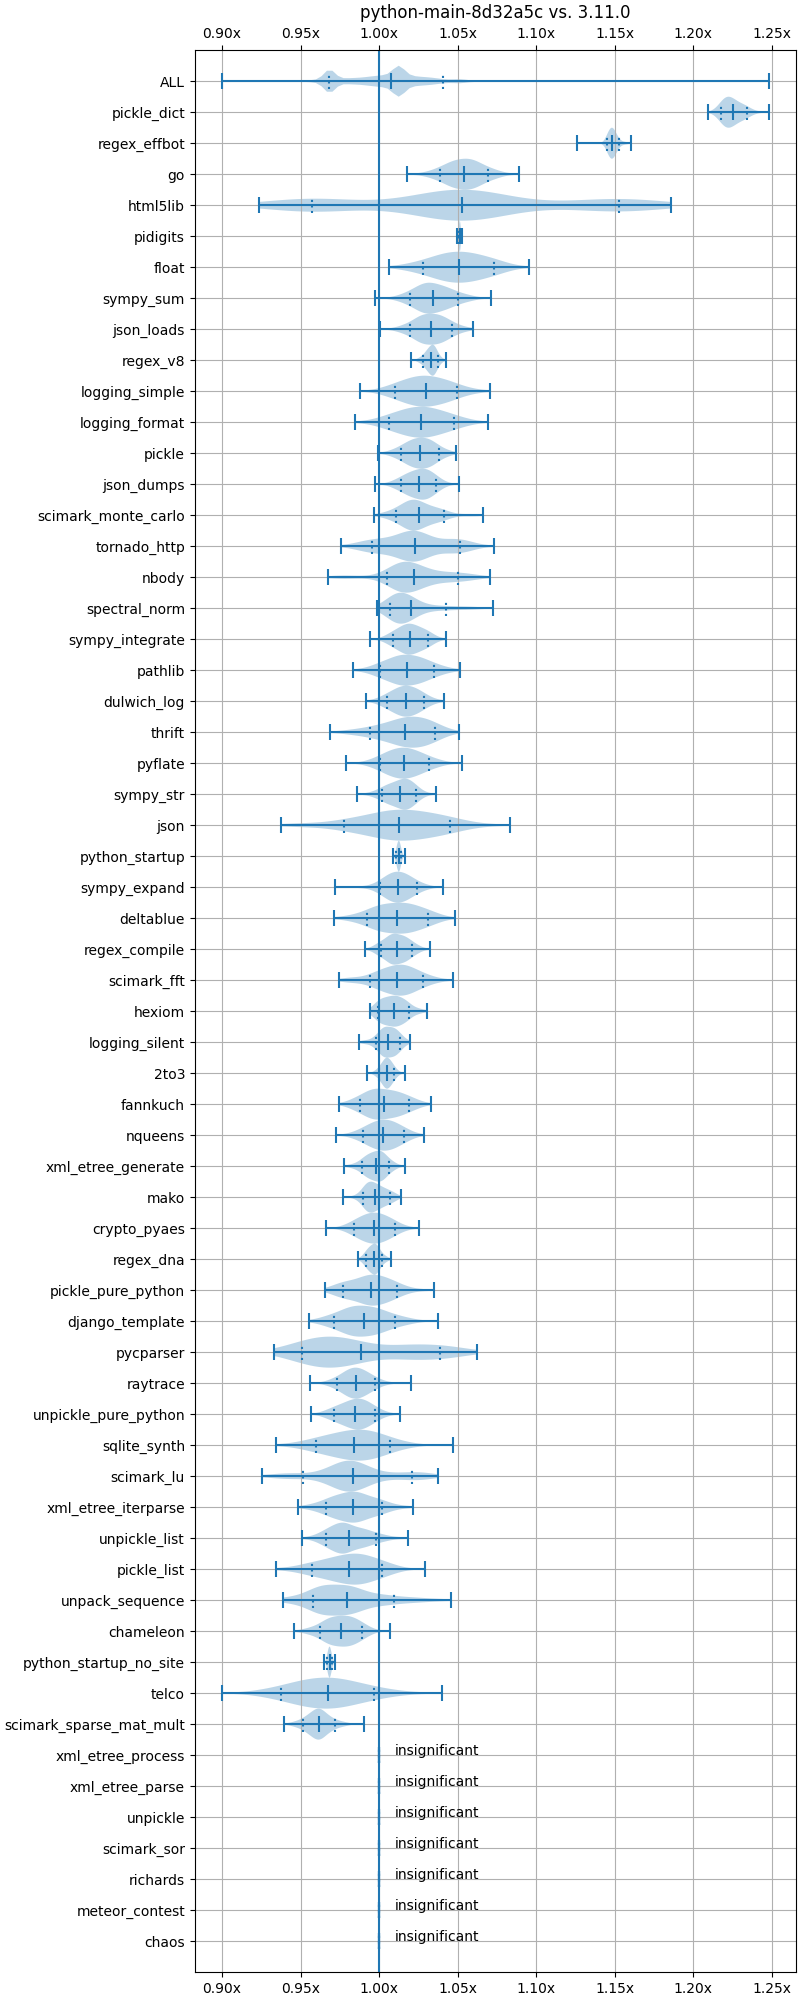 python-main-8d32a5c vs. 3.11.0
0.90x 0.95x 1.00x 1.05x 1.10x 1.15x 1.20x 1.25x
ALL
pickle_dict
regex_effbot
go
html5lib
pidigits
float
sympy_sum
json_loads
regex_v8
logging_simple
logging_format
pickle
json_dumps
scimark_monte_carlo
tornado_http
nbody
spectral_norm
sympy_integrate
pathlib
dulwich_log
thrift
pyflate
sympy_str
json
python_startup
sympy_expand
deltablue
regex_compile
scimark_fft
hexiom
logging_silent
2to3
fannkuch
nqueens
xml_etree_generate
mako
crypto_pyaes
regex_dna
pickle_pure_python
django_template
pycparser
raytrace
unpickle_pure_python
sqlite_synth
scimark_lu
xml_etree_iterparse
unpickle_list
pickle_list
unpack_sequence
chameleon
python_startup_no_site
telco
scimark_sparse_mat_mult
xml_etree_process insignificant
xml_etree_parse insignificant
unpickle insignificant
scimark_sor insignificant
richards insignificant
meteor_contest insignificant
chaos insignificant
0.90x 0.95x 1.00x 1.05x 1.10x 1.15x 1.20x 1.25x